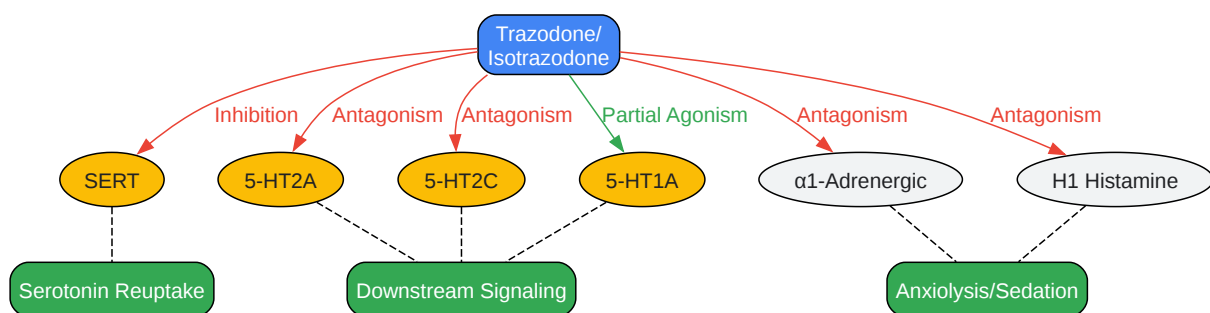 Trazodone/
Isotrazodone
Inhibition
Antagonism
Antagonism
Partial Agonism
Antagonism
Antagonism
SERT
5-HT2A
5-HT2C
5-HT1A
α1-Adrenergic
H1 Histamine
Serotonin Reuptake
Downstream Signaling
Anxiolysis/Sedation